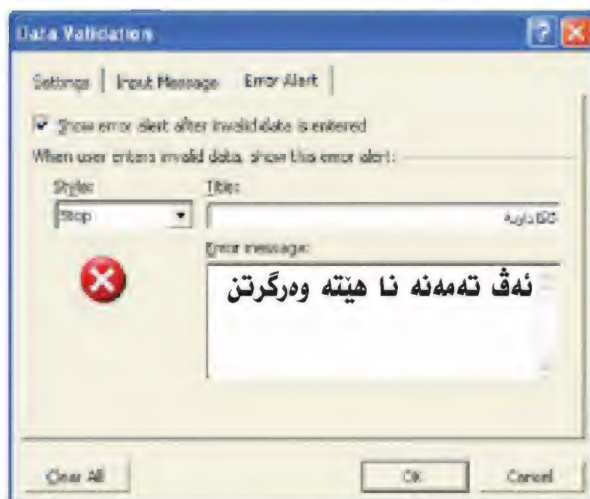 Data Validation
Settings
Input Message
Error Alert
Show error alert after invalid data is entered
When user enters invalid data, show this error alert:
Style:
Title:
Stop
Error message:
ئەڤ تەمەنە نا هێتە وەرگرتن
Clear All
OK
Cancel